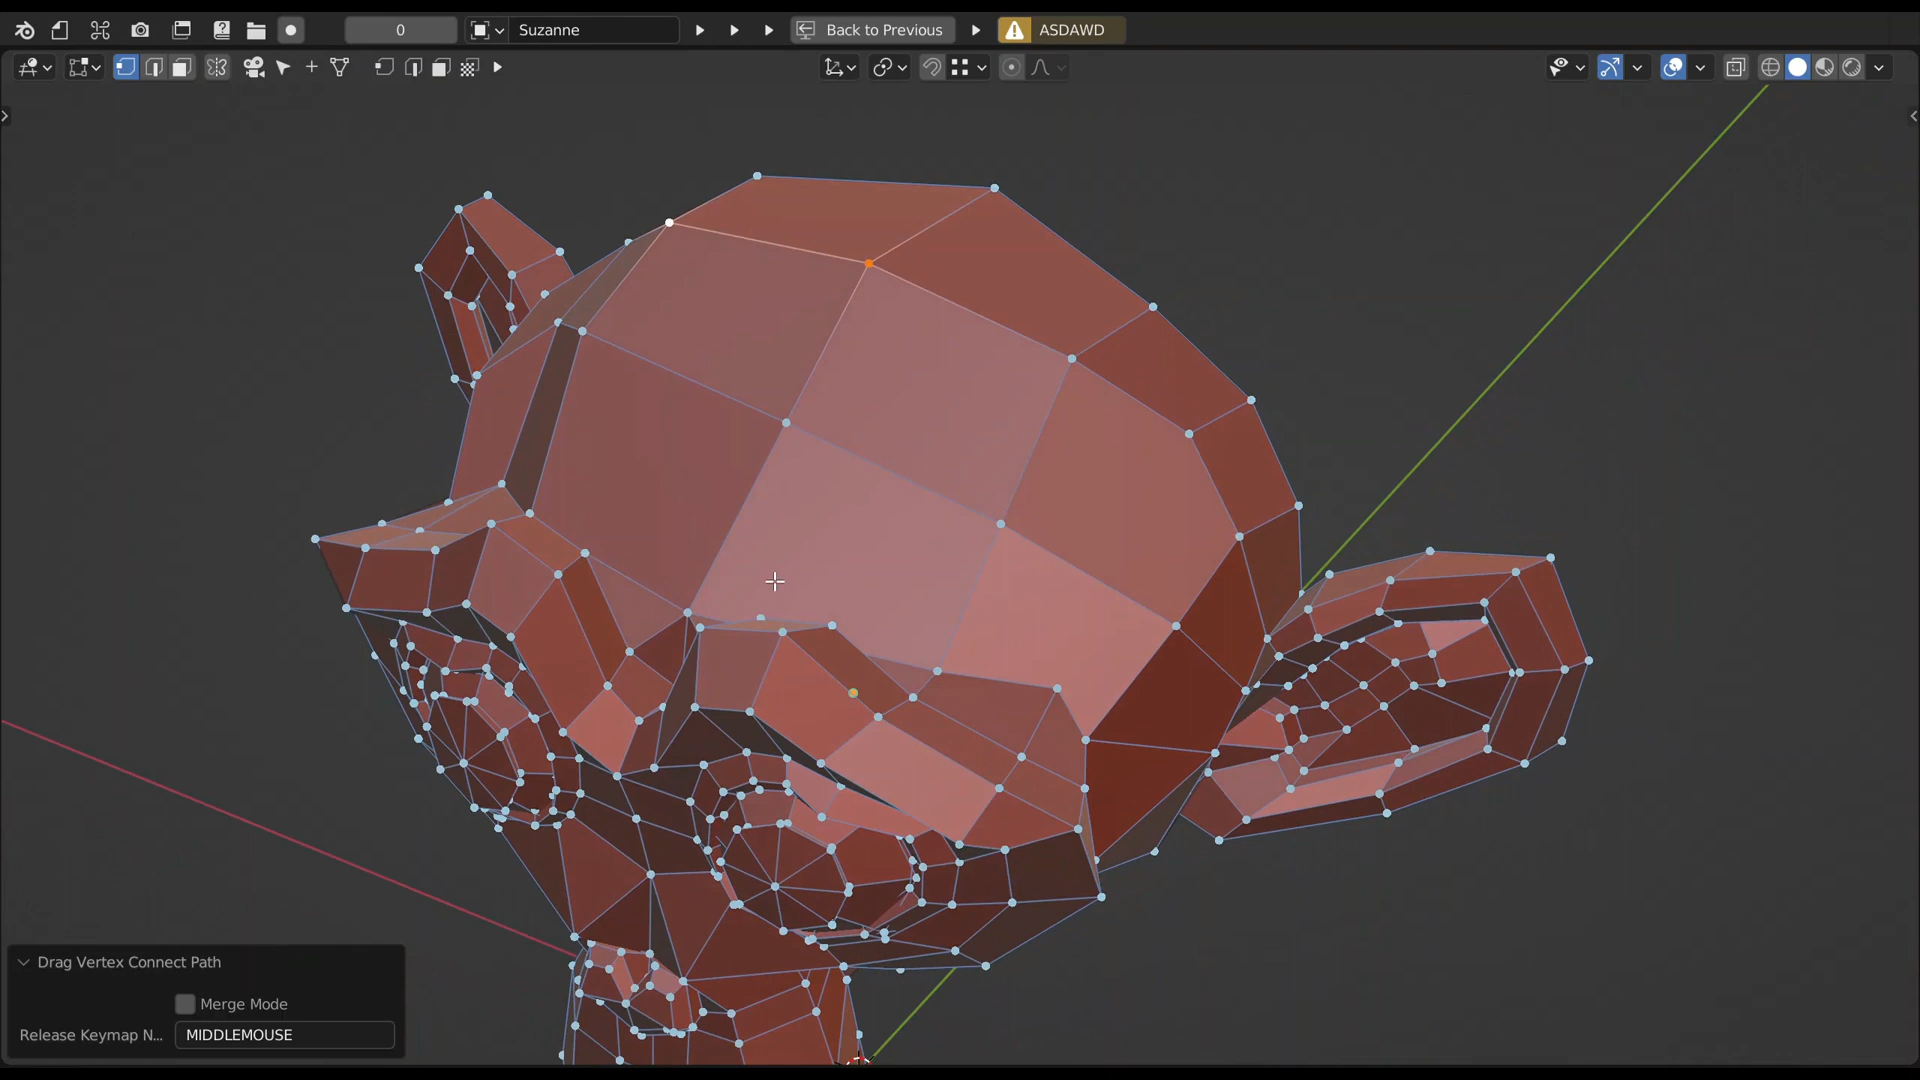 0
Suzanne
Back to Previous
ASDAWD
Drag Vertex Connect Path
Merge Mode
Release Keymap N... MIDDLEMOUSE